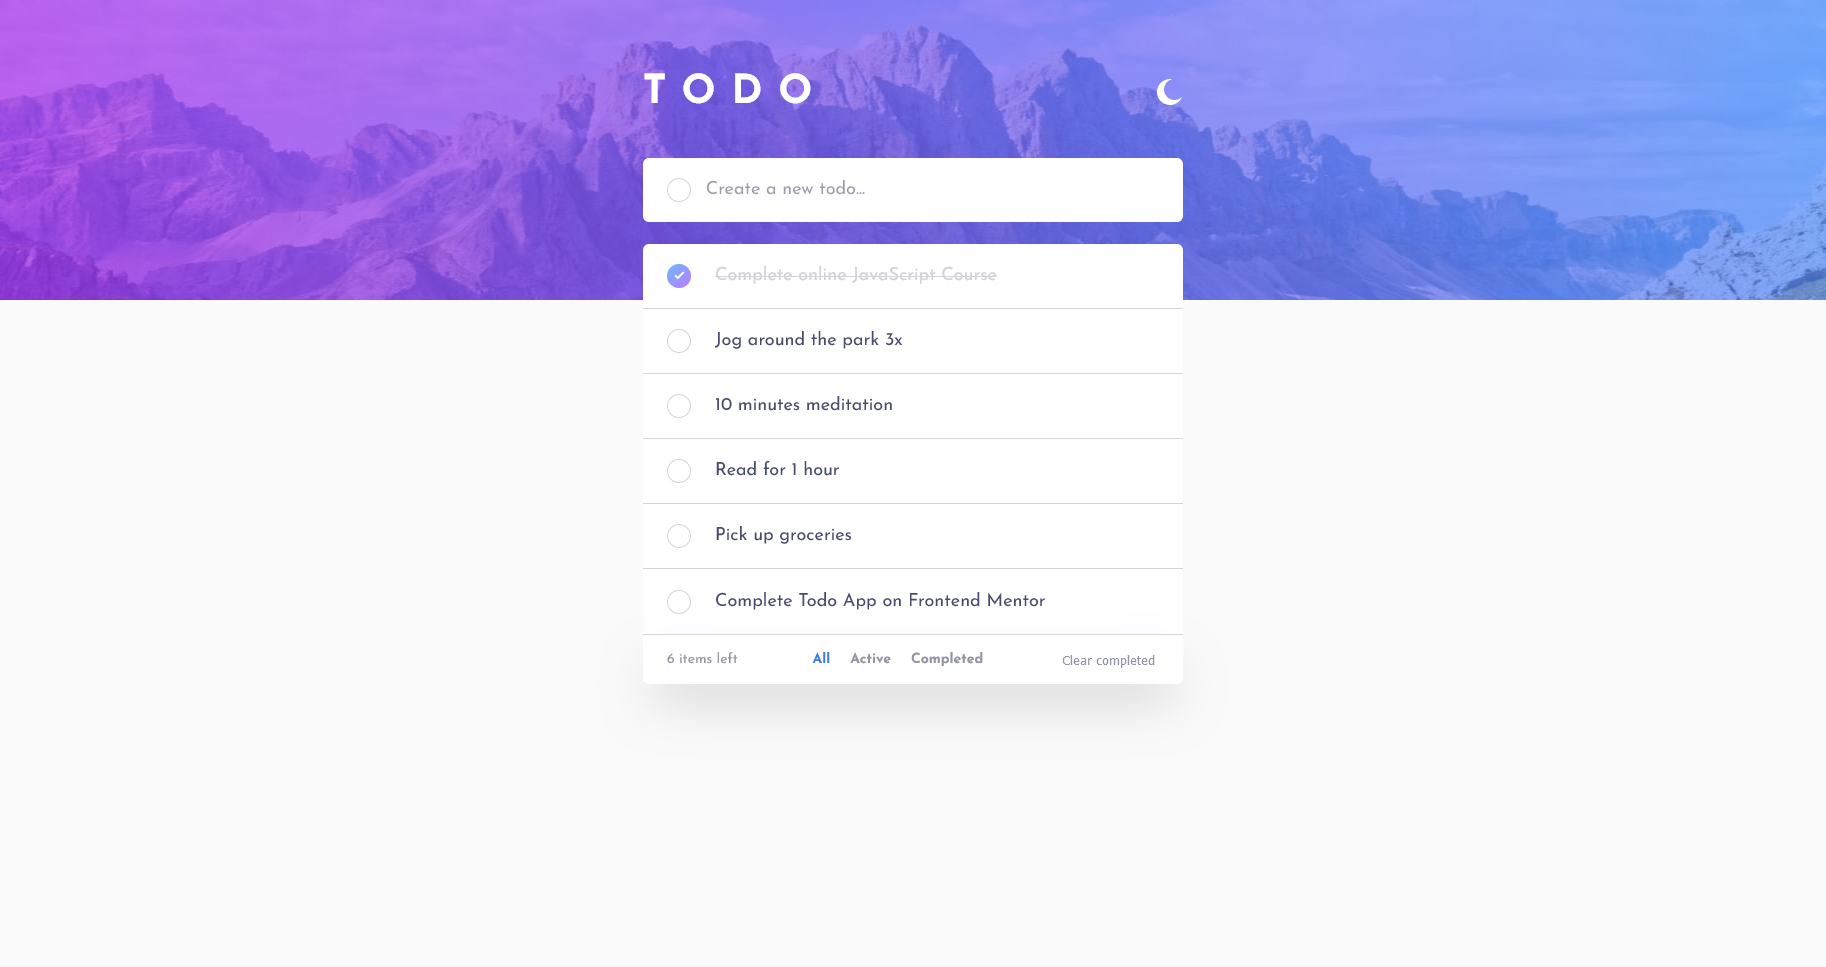 TODO
Create a new todo...
Complete online JavaScript Course
Jog around the park 3x
10 minutes meditation
Read for 1 hour
Pick up groceries
Complete Todo App on Frontend Mentor
6 items left All Active Completed Clear completed